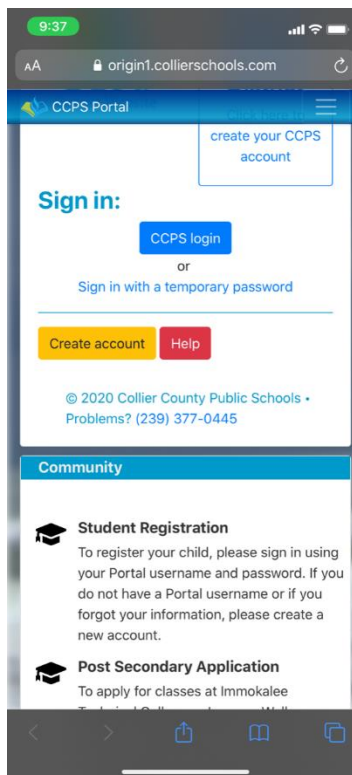 9:37
AA origin1.collierschools.com
CCPS Portal
Click here to
create your CCPS
account
Sign in:
CCPS login
or
Sign in with a temporary password
Create account Help
© 2020 Collier County Public Schools •
Problems? (239) 377-0445
Community
Student Registration
To register your child, please sign in using
your Portal username and password. If you
do not have a Portal username or if you
forgot your information, please create a
new account.
Post Secondary Application
To apply for classes at Immokalee